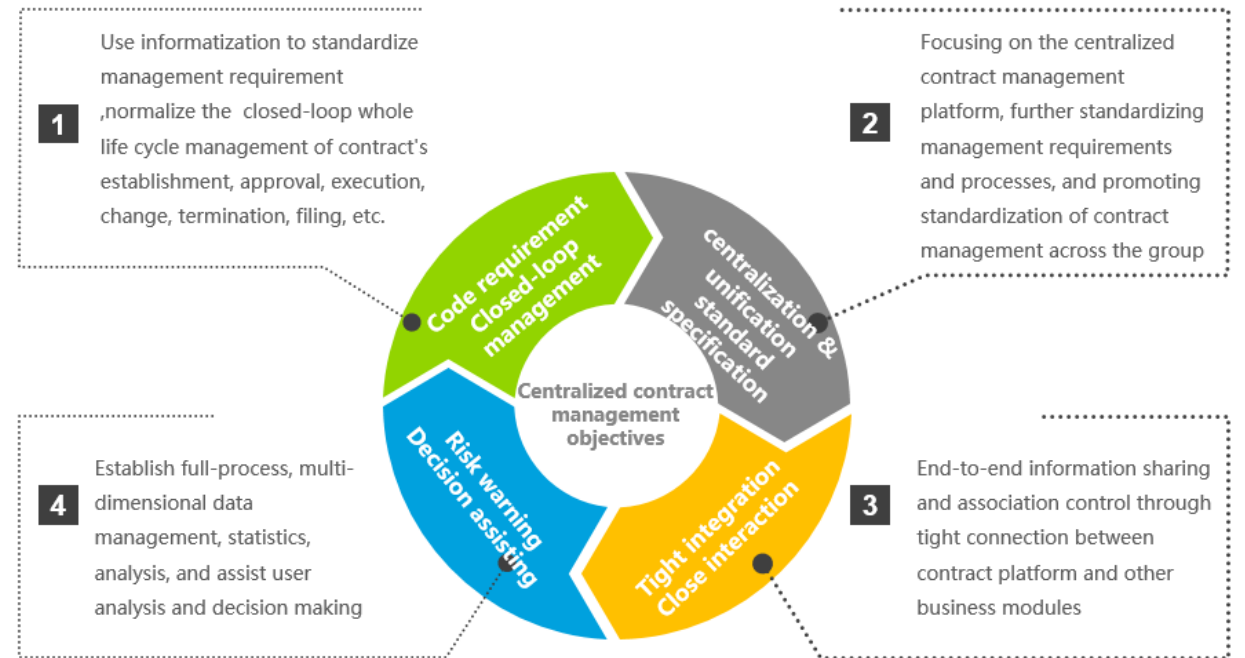 1
Use informatization to standardize
management requirement
,normalize the  closed-loop whole
life cycle management of contract's
establishment, approval, execution,
change, termination, filing, etc.
2
Focusing on the centralized
contract management
platform, further standardizing
management requirements
and processes, and promoting
standardization of contract
management across the group
Code requirement
Closed-loop
management
centralization &
unification
standard
specification
Centralized contract
management
objectives
Risk warning
Decision assisting
Tight integration
Close interaction
4
Establish full-process, multi-
dimensional data
management, statistics,
analysis, and assist user
analysis and decision making
3
End-to-end information sharing
and association control through
tight connection between
contract platform and other
business modules